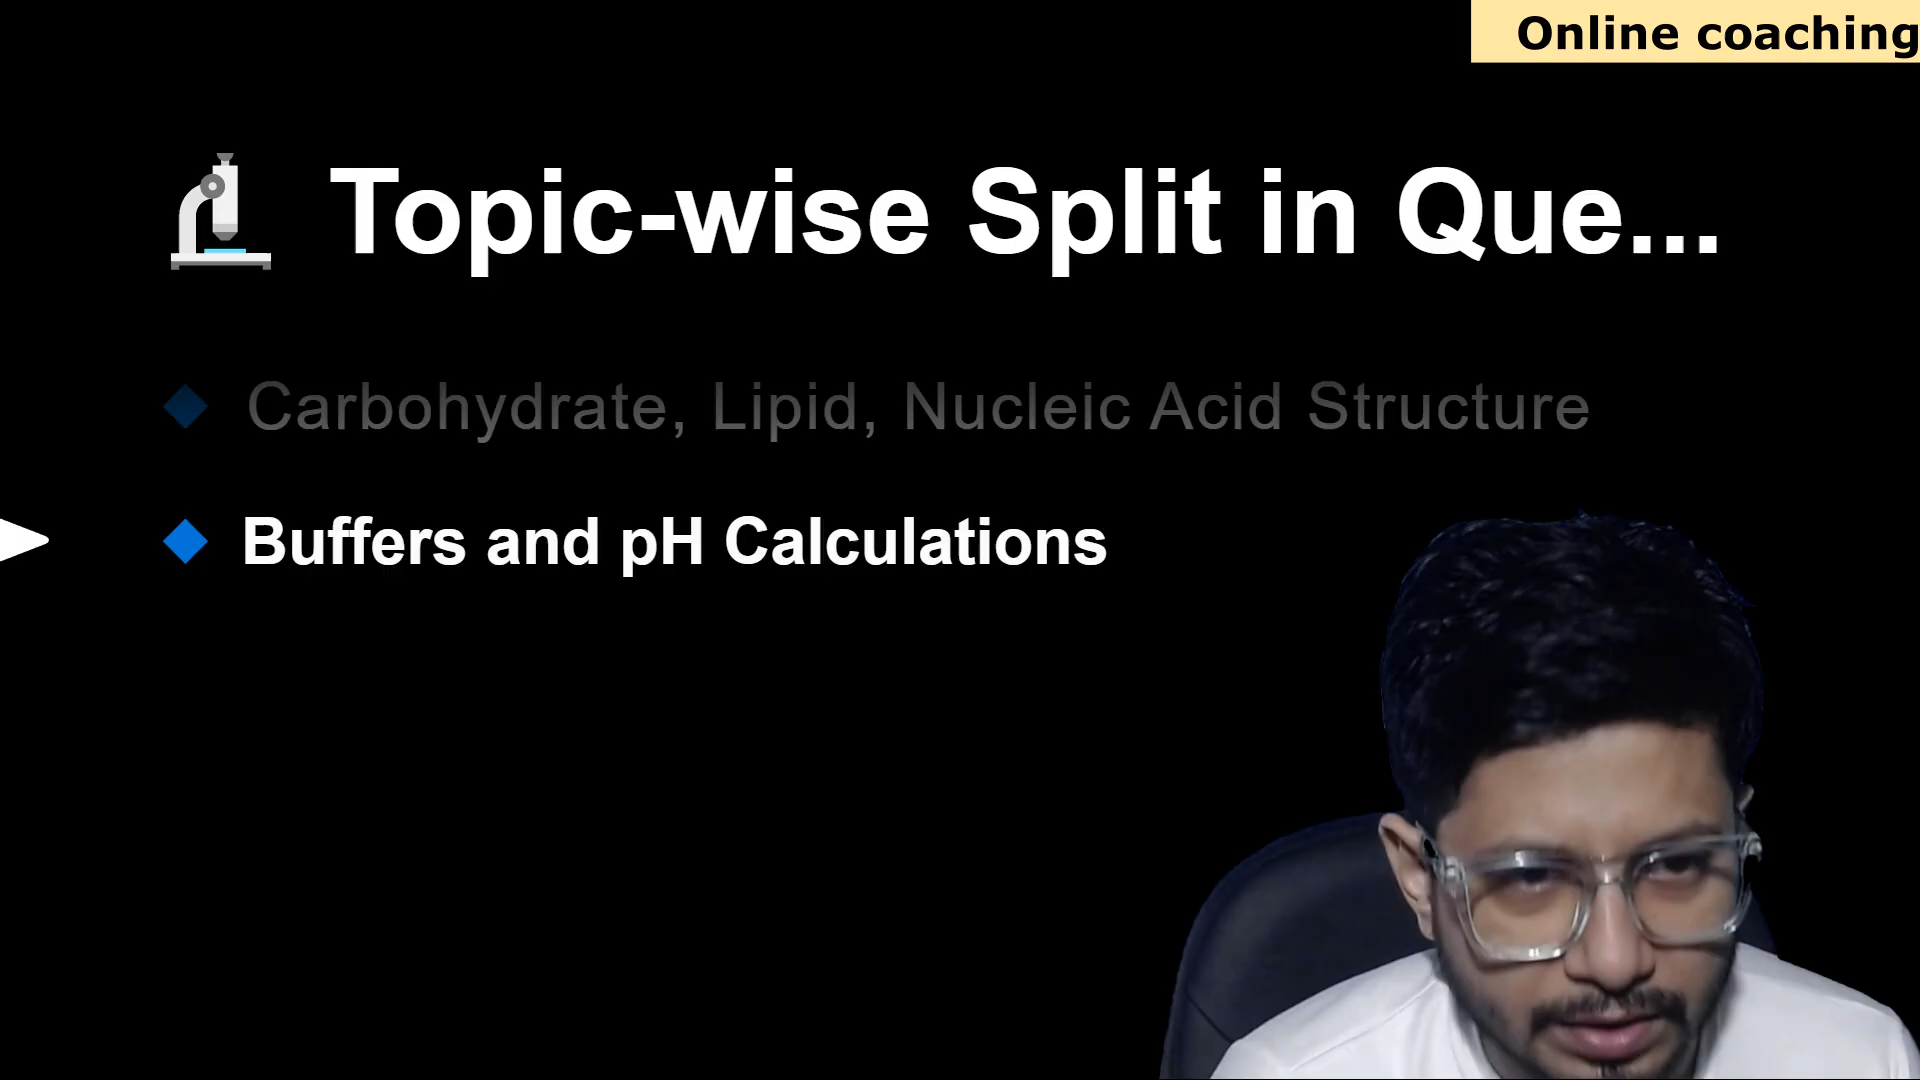 Online coaching
Topic-wise Split in Que...
Carbohydrate, Lipid, Nucleic Acid Structure
Buffers and pH Calculations